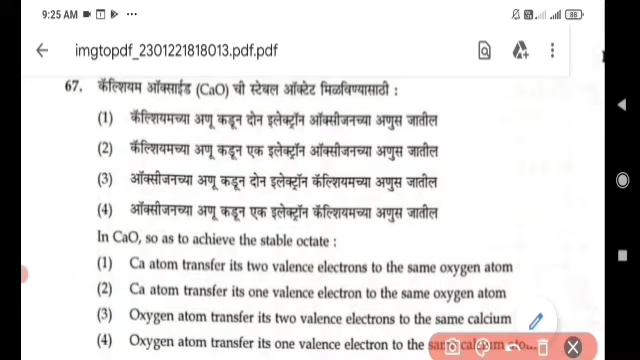 9:25 AM
88
imgtopdf_2301221818013.pdf.pdf
67. कॅल्शियम ऑक्साईड (CaO) ची स्टेबल ऑक्टेट मिळविण्यासाठी :
(1) कॅल्शियमच्या अणू कडून दोन इलेक्ट्रॉन ऑक्सीजनच्या अणुस जातील
(2) कॅल्शियमच्या अणू कडून एक इलेक्ट्रॉन ऑक्सीजनच्या अणुस जातील
(3) ऑक्सीजनच्या अणू कडून दोन इलेक्ट्रॉन कॅल्शियमच्या अणुस जातील
(4) ऑक्सीजनच्या अणू कडून एक इलेक्ट्रॉन कॅल्शियमच्या अणुस जातील
In CaO, so as to achieve the stable octate :
(1) Ca atom transfer its two valence electrons to the same oxygen atom
(2) Ca atom transfer its one valence electron to the same oxygen atom
(3) Oxygen atom transfer its two valence electrons to the same calcium
(4) Oxygen atom transfer its one valence electron to the same calcium